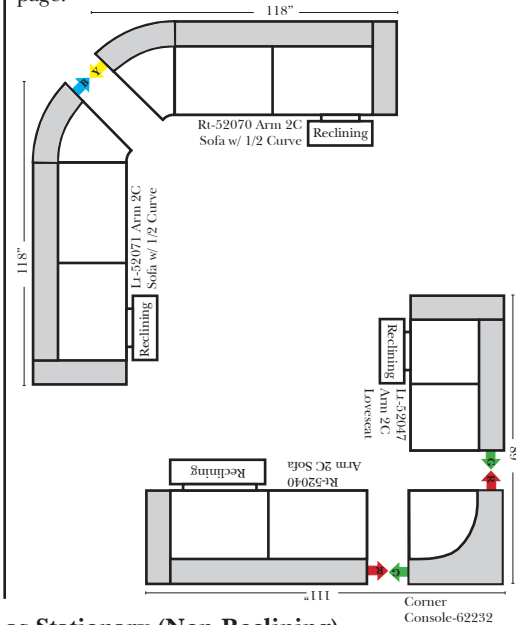 page.
118”
B
Y
Rt-52070 Arm 2C
Sofa w/ 1/2 Curve
Reclining
118”
Lt-52071 Arm 2C
Sofa w/ 1/2 Curve
Reclining
Reclining
Lt-52047
Arm 2C
Loveseat
Reclining
Rt-52040
Arm 2C Sofa
G
R
R
G
111”
Corner
Console-62232
as Stationary (Non-Reclining)